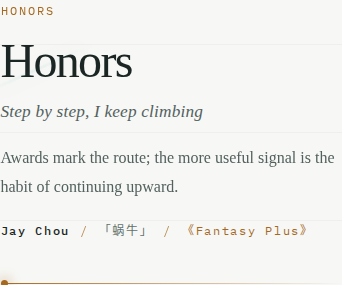 HONORS
Honors
Step by step, I keep climbing
Awards mark the route; the more useful signal is the
habit of continuing upward.
Jay Chou / 「蜗牛」 / 《Fantasy Plus》